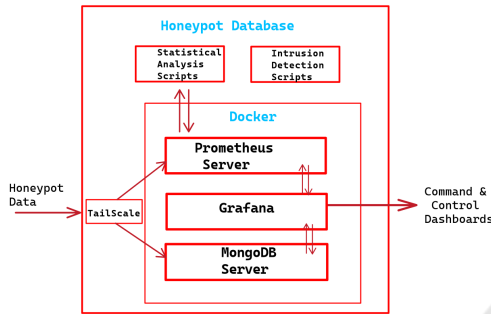 Honeypot Database
Statistical
Analysis
Scripts
Intrusion
Detection
Scripts
Docker
Prometheus
Server
Honeypot
Data
TailScale
Grafana
Command &
Control
Dashboards
MongoDB
Server